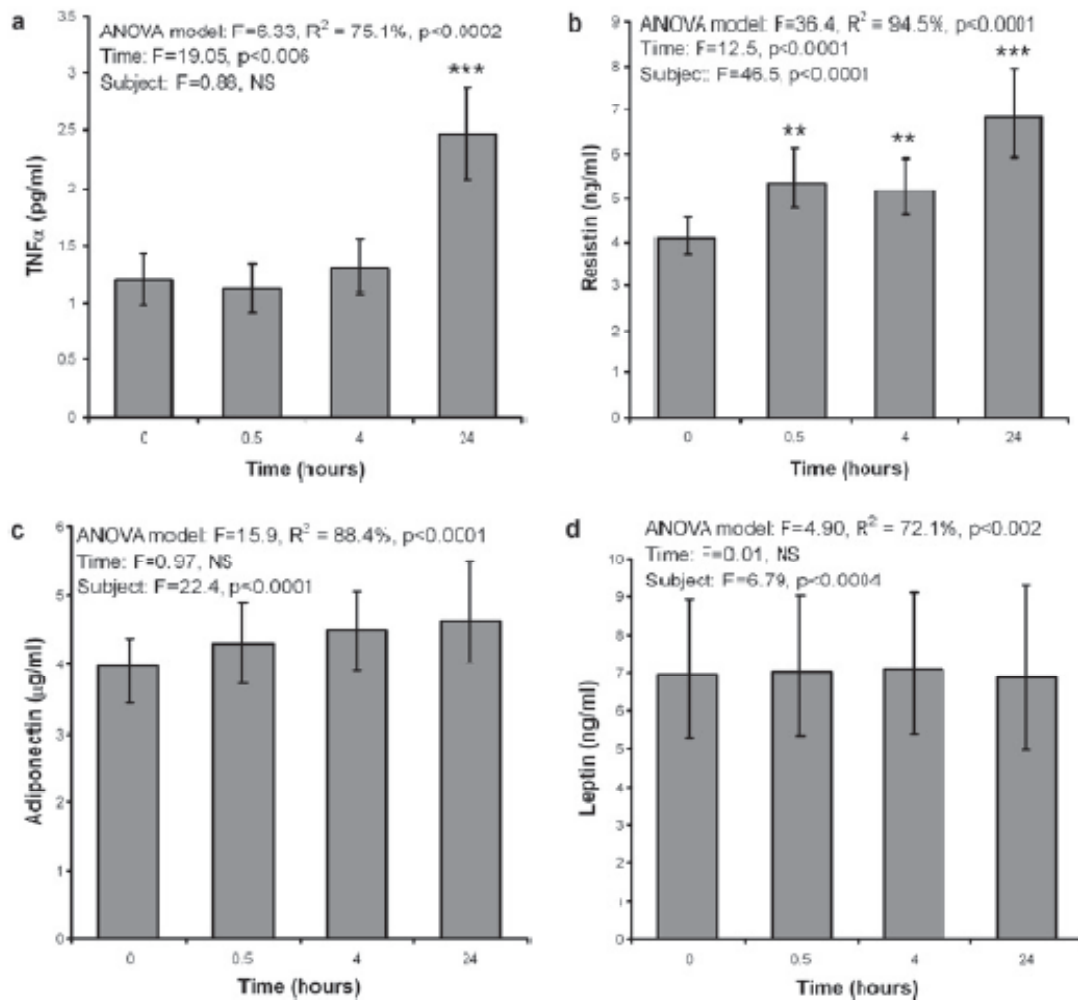 a
ANOVA model: F=6.33, R² = 75.1%, p<0.0002
Time: F=19.05, p<0.006
Subject: F=0.88, NS
***
3.5
3
2.5
2
1.5
1
0.5
0
TNFα (pg/ml)
0 0.5 4 24
Time (hours)
b
ANOVA model: F=36.4, R² = 94.5%, p<0.0001
Time: F=12.5, p<0.0001
Subject: F=46.5, p<0.0001
***
** **
9
8
7
6
5
4
3
2
1
0
Resistin (ng/ml)
0 0.5 4 24
Time (hours)
c
ANOVA model: F=15.9, R² = 88.4%, p<0.0001
Time: F=0.97, NS
Subject: F=22.4, p<0.0001
6
5
4
3
2
1
0
Adiponectin (μg/ml)
0 0.5 4 24
Time (hours)
d
ANOVA model: F=4.90, R² = 72.1%, p<0.002
Time: F=0.01, NS
Subject: F=6.79, p<0.0004
10
9
8
7
6
5
4
3
2
1
0
Leptin (ng/ml)
0 0.5 4 24
Time (hours)